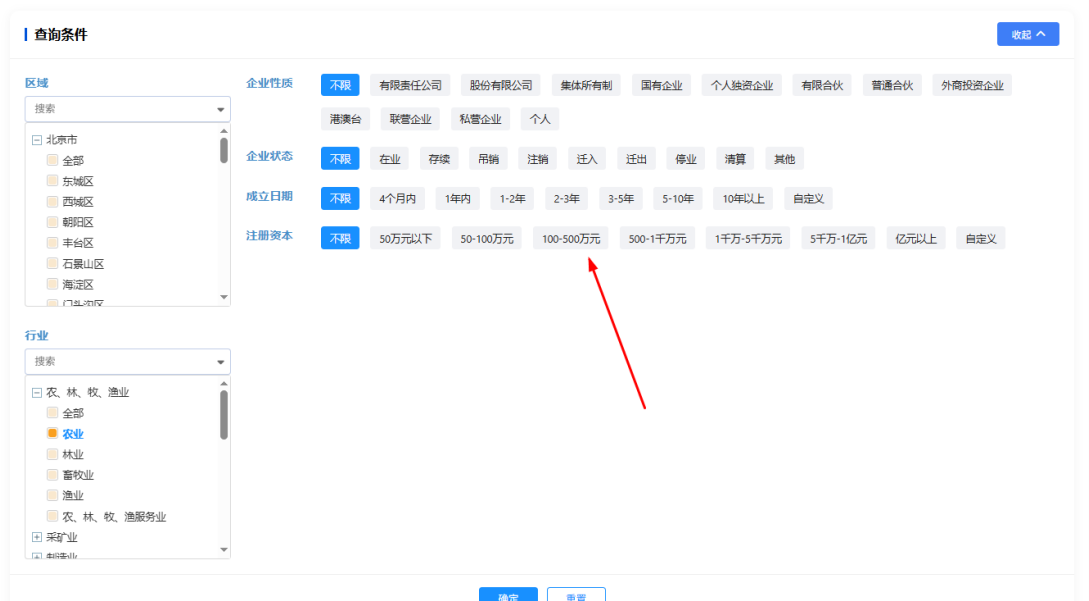 查询条件
收起
区域
搜索
北京市
全部
东城区
西城区
朝阳区
丰台区
石景山区
海淀区
门头沟区
行业
搜索
农、林、牧、渔业
全部
农业
林业
畜牧业
渔业
农、林、牧、渔服务业
采矿业
制造业
企业性质 不限 有限责任公司 股份有限公司 集体所有制 国有企业 个人独资企业 有限合伙 普通合伙 外商投资企业
港澳台 联营企业 私营企业 个人
企业状态 不限 在业 存续 吊销 注销 迁入 迁出 停业 清算 其他
成立日期 不限 4个月内 1年内 1-2年 2-3年 3-5年 5-10年 10年以上 自定义
注册资本 不限 50万元以下 50-100万元 100-500万元 500-1千万元 1千万-5千万元 5千万-1亿元 亿元以上 自定义
确定 重置